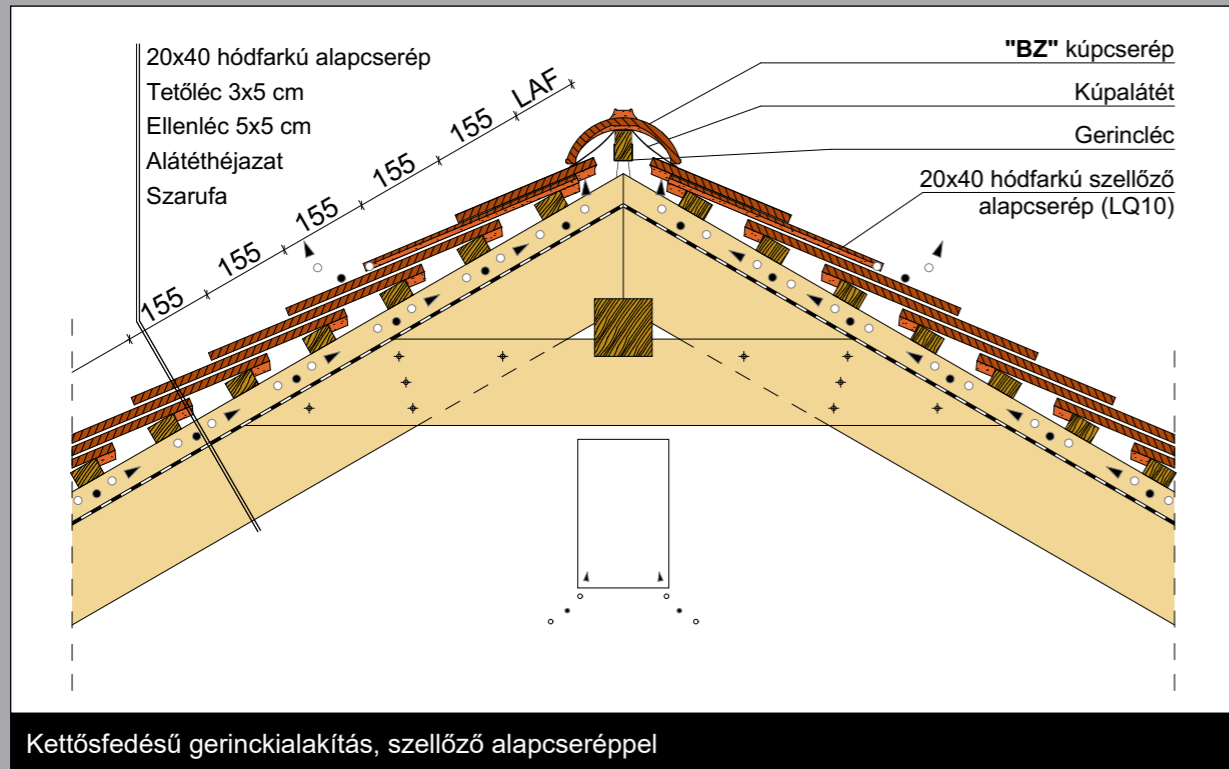 20x40 hódfarkú alapcserép
Tetőléc 3x5 cm
Ellenléc 5x5 cm
Alátéthéjazat
Szarufa
155
155
155
155
155
LAF
"BZ" kúpcserép
Kúpalátét
Gerincléc
20x40 hódfarkú szellőző
alapcserép (LQ10)
Kettősfedésű gerinckialakítás, szellőző alapcseréppel